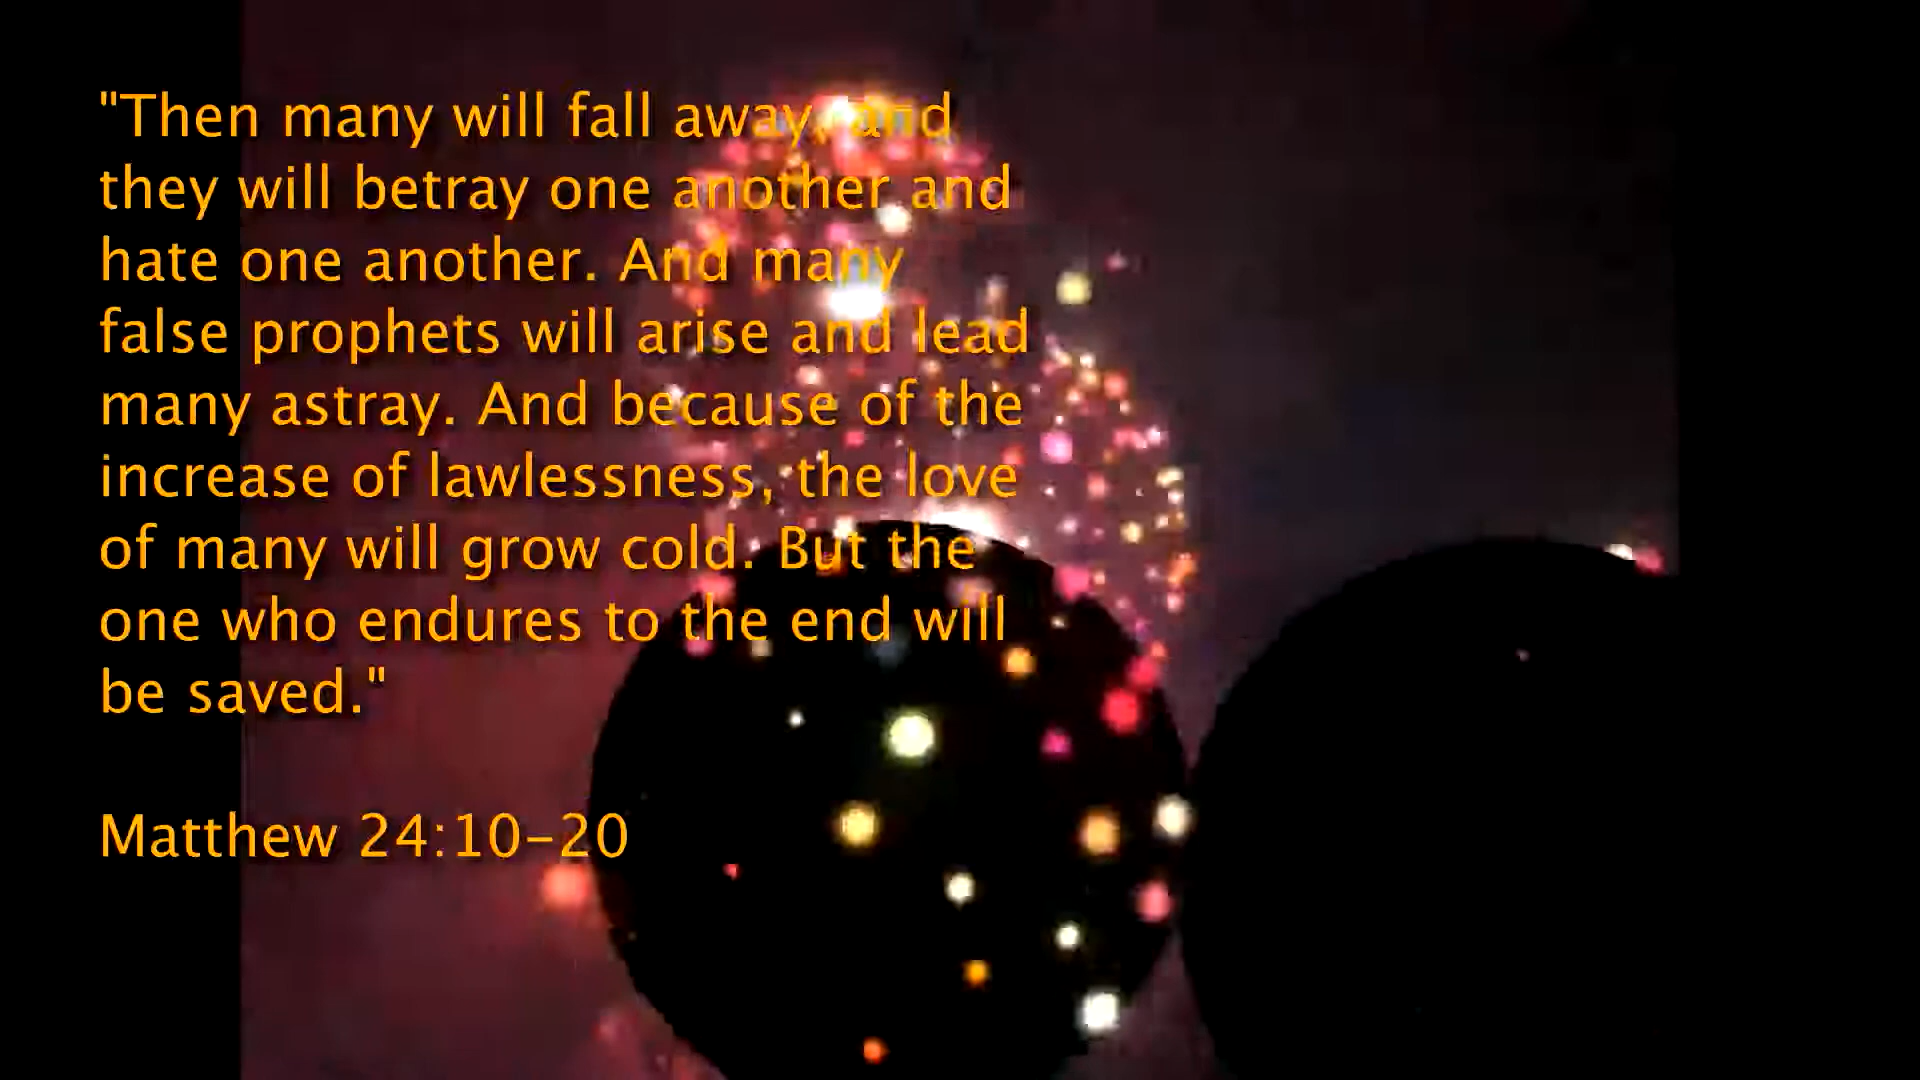 "Then many will fall away, and
they will betray one another and
hate one another. And many
false prophets will arise and lead
many astray. And because of the
increase of lawlessness, the love
of many will grow cold. But the
one who endures to the end will
be saved."
Matthew 24:10-20